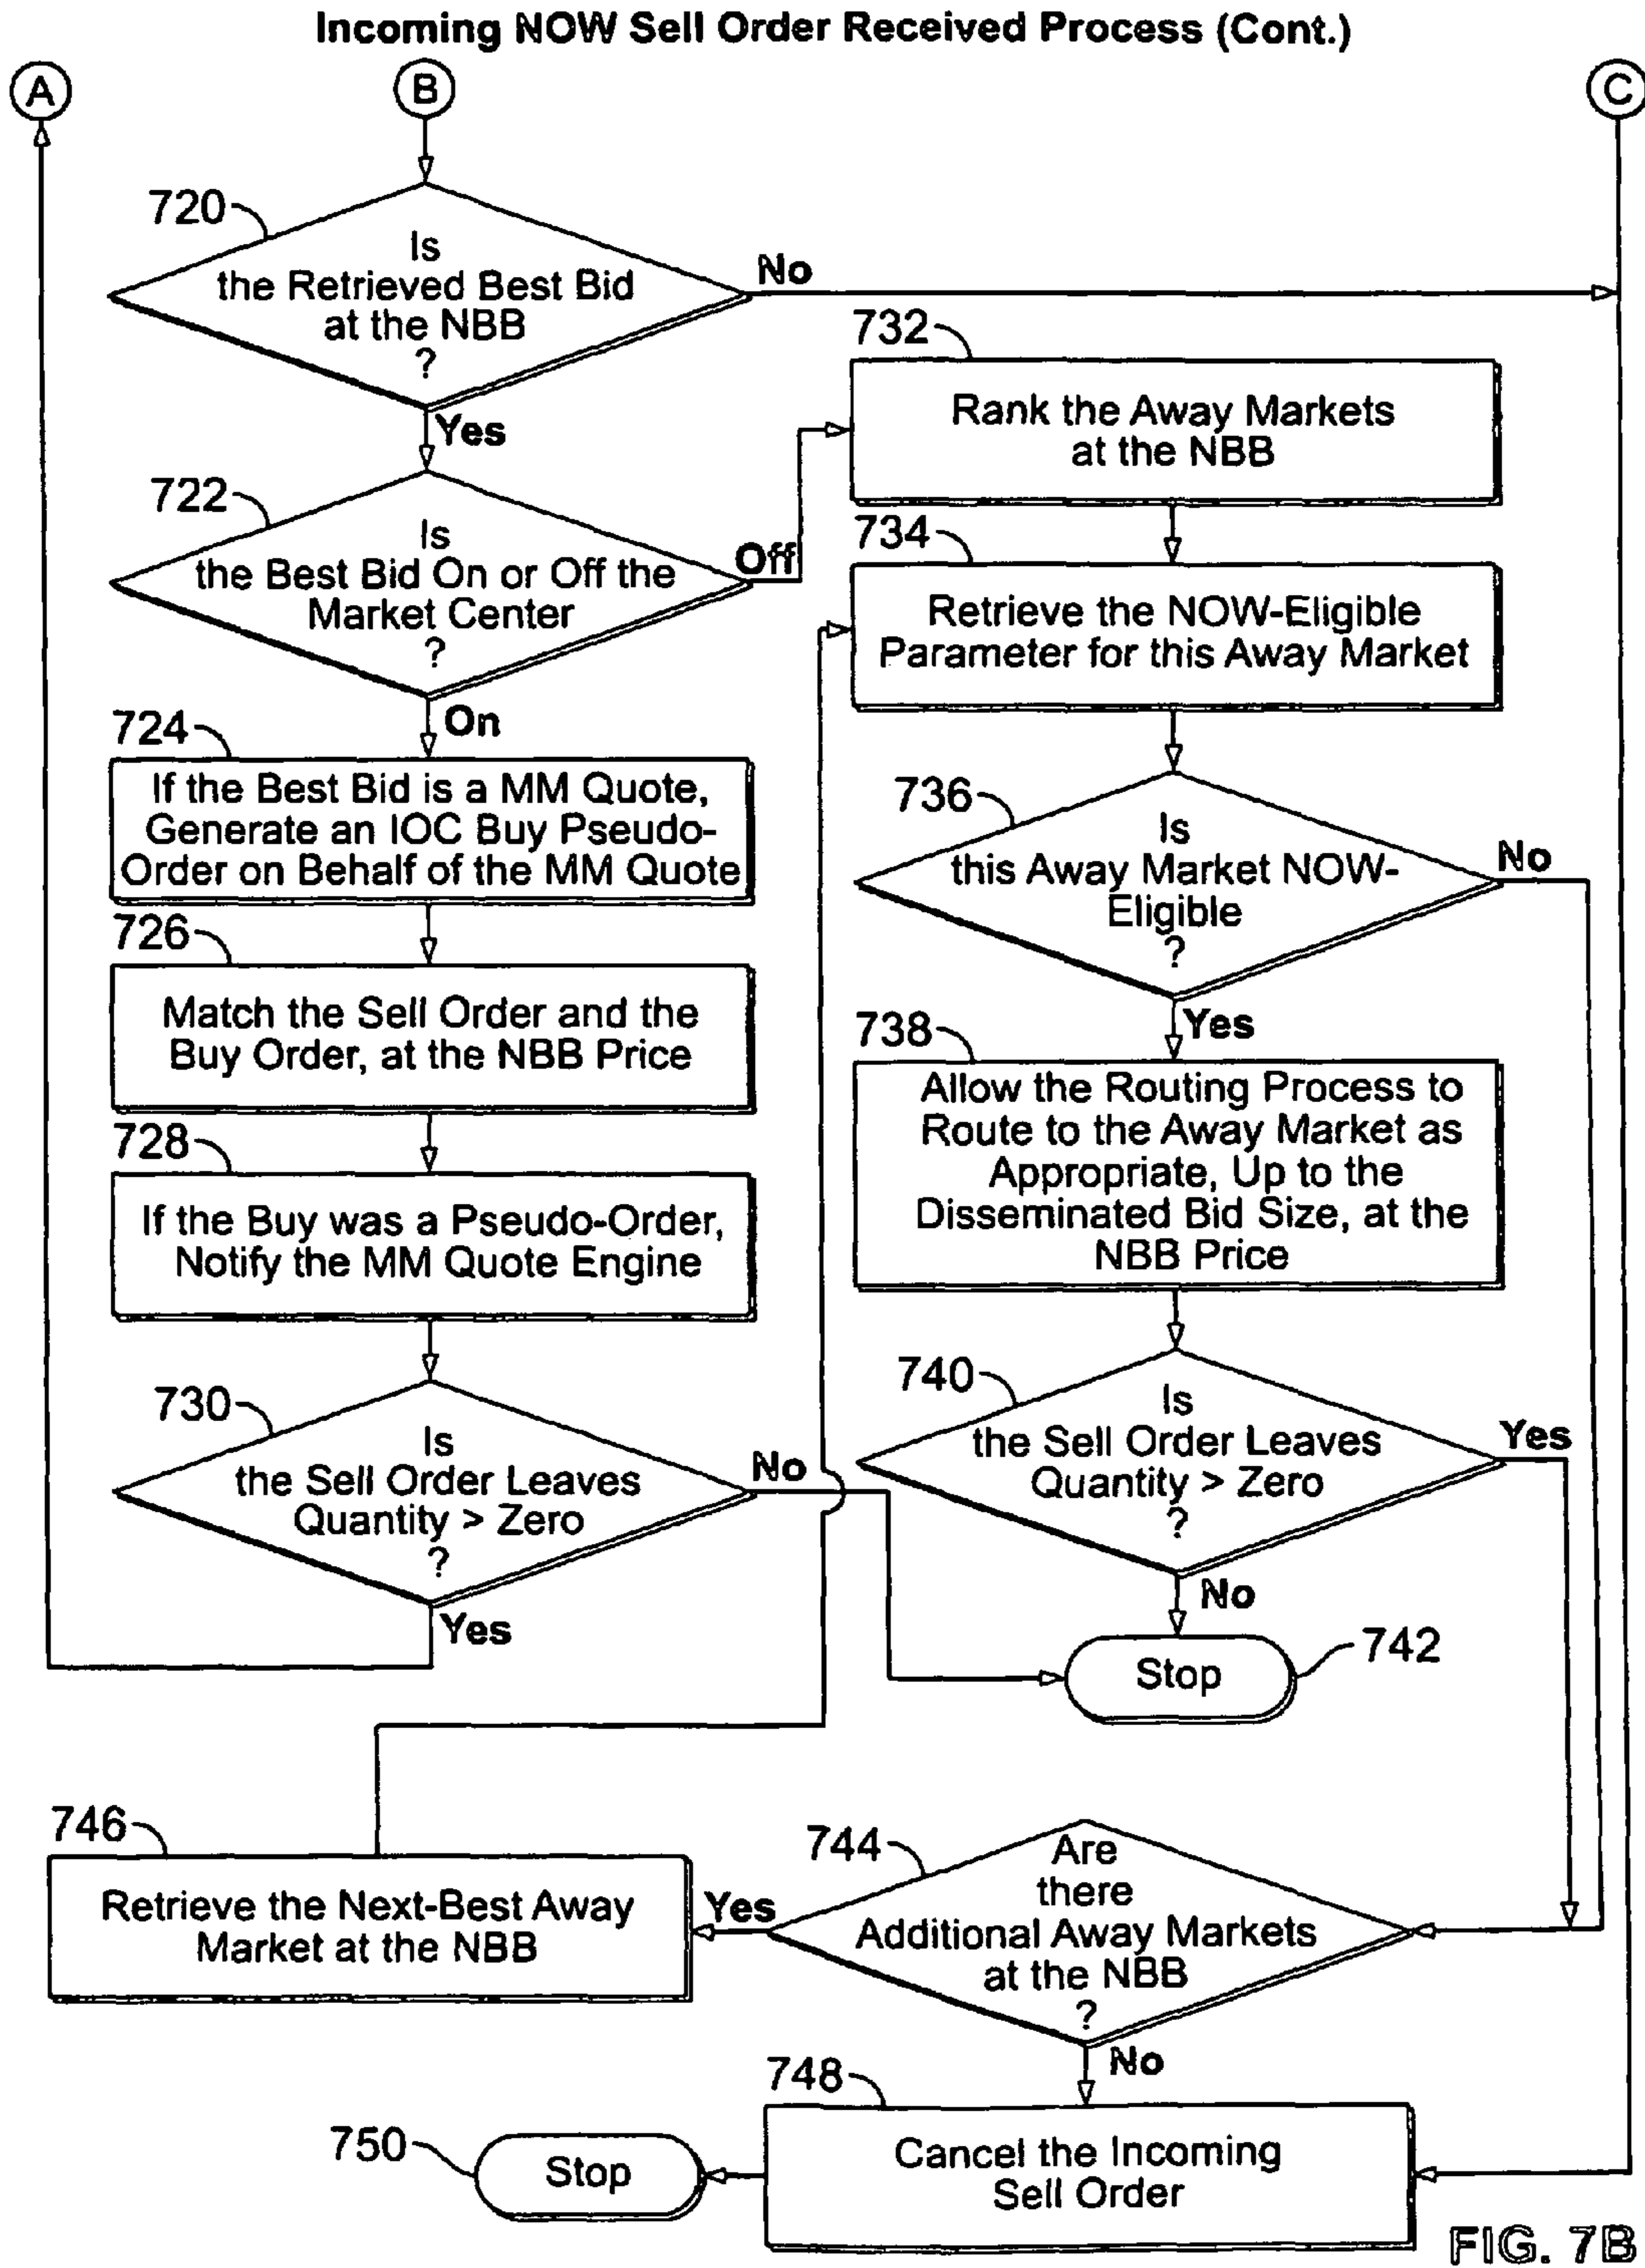 Incoming NOW Sell Order Received Process (Cont.)
A
B
C
720
Is
the Retrieved Best Bid
at the NBB
?
No
Yes
722
Is
the Best Bid On or Off the
Market Center
?
Off
On
724
If the Best Bid is a MM Quote,
Generate an IOC Buy Pseudo-
Order on Behalf of the MM Quote
726
Match the Sell Order and the
Buy Order, at the NBB Price
728
If the Buy was a Pseudo-Order,
Notify the MM Quote Engine
730
Is
the Sell Order Leaves
Quantity > Zero
?
No
Yes
732
Rank the Away Markets
at the NBB
734
Retrieve the NOW-Eligible
Parameter for this Away Market
736
Is
this Away Market NOW-
Eligible
?
No
Yes
738
Allow the Routing Process to
Route to the Away Market as
Appropriate, Up to the
Disseminated Bid Size, at the
NBB Price
740
Is
the Sell Order Leaves
Quantity > Zero
?
Yes
No
Stop
742
746
Retrieve the Next-Best Away
Market at the NBB
744
Are
there
Additional Away Markets
at the NBB
?
Yes
No
748
Cancel the Incoming
Sell Order
750
Stop
FIG. 7B